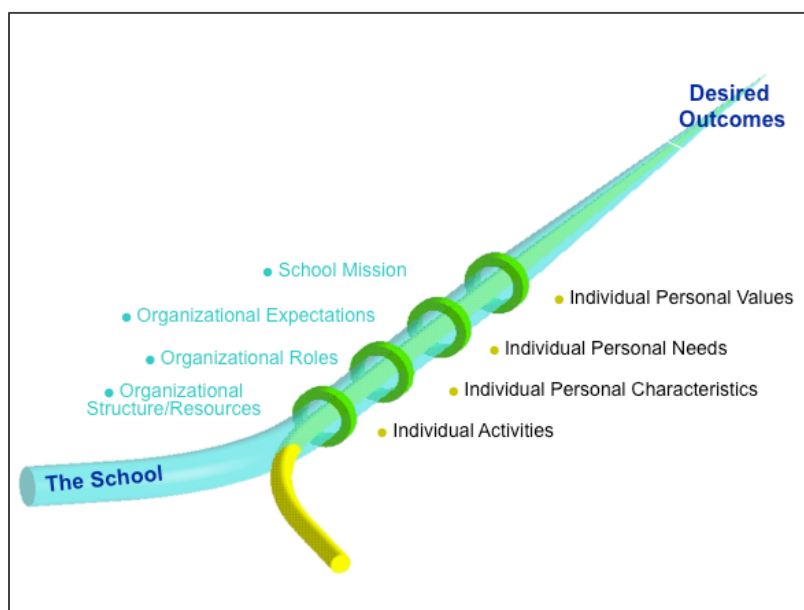 Desired
Outcomes
• School Mission
• Individual Personal Values
• Organizational Expectations
• Individual Personal Needs
• Organizational Roles
• Individual Personal Characteristics
• Organizational
Structure/Resources
• Individual Activities
The School